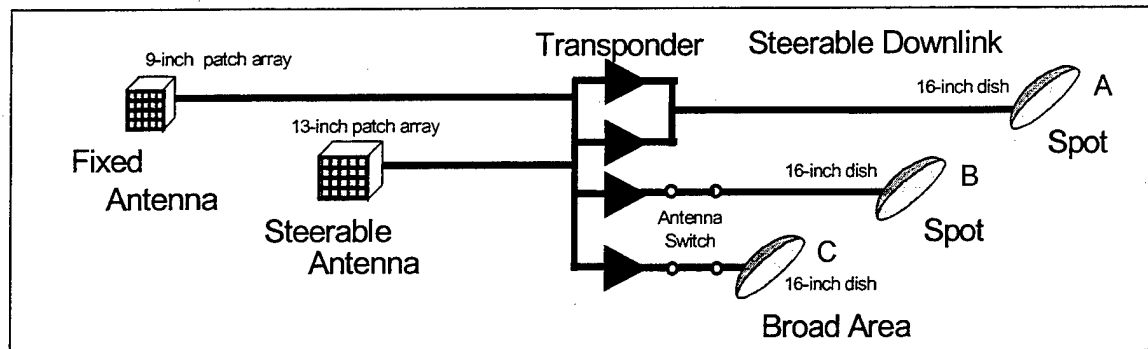 Transponder
Steerable Downlink
9-inch patch array
16-inch dish
A
Spot
Fixed
Antenna
13-inch patch array
Steerable
Antenna
16-inch dish
B
Spot
Antenna
Switch
C
16-inch dish
Broad Area